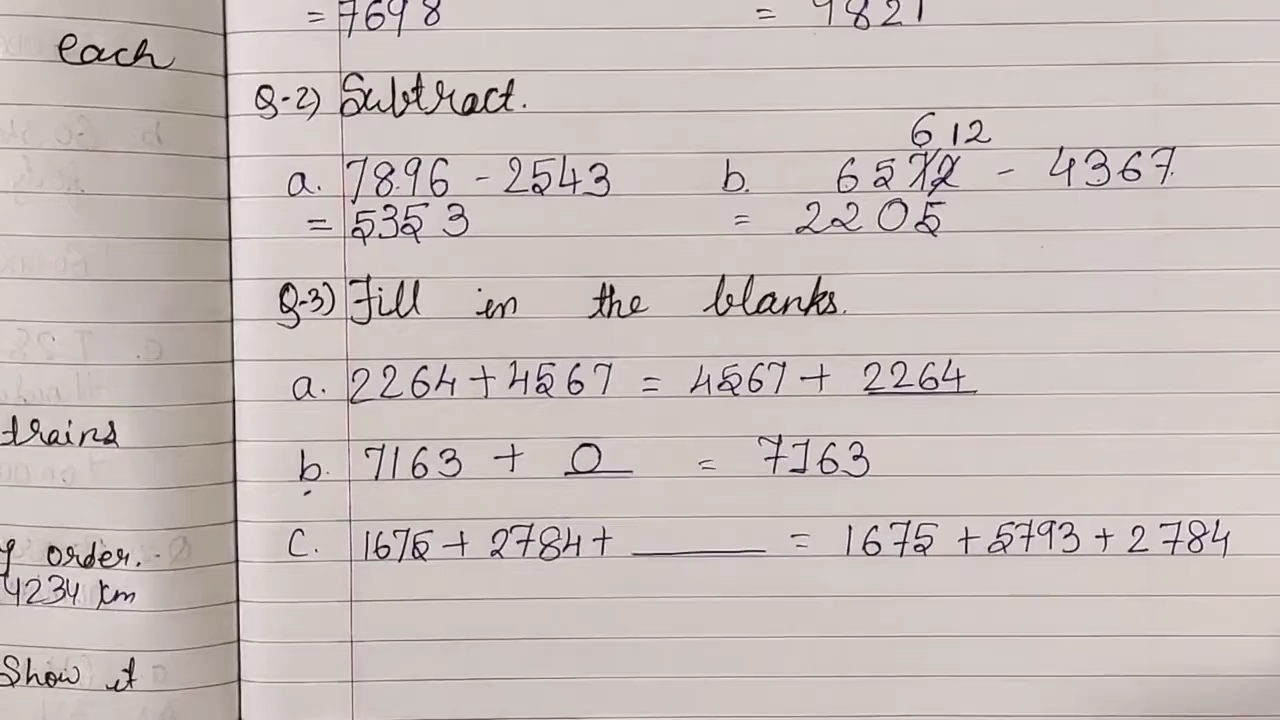 each
trains
order.
4234 km
Show it
= 7698 = 9821
Q-2) Subtract.
6 12
a. 7896 - 2543 b. 6572 - 4367
= 5353 = 2205
Q-3) Fill in the blanks.
a. 2264 + 4567 = 4567 + 2264
b. 7163 + 0 = 7163
c. 1675 + 2784 + ______ = 1675 + 5793 + 2784